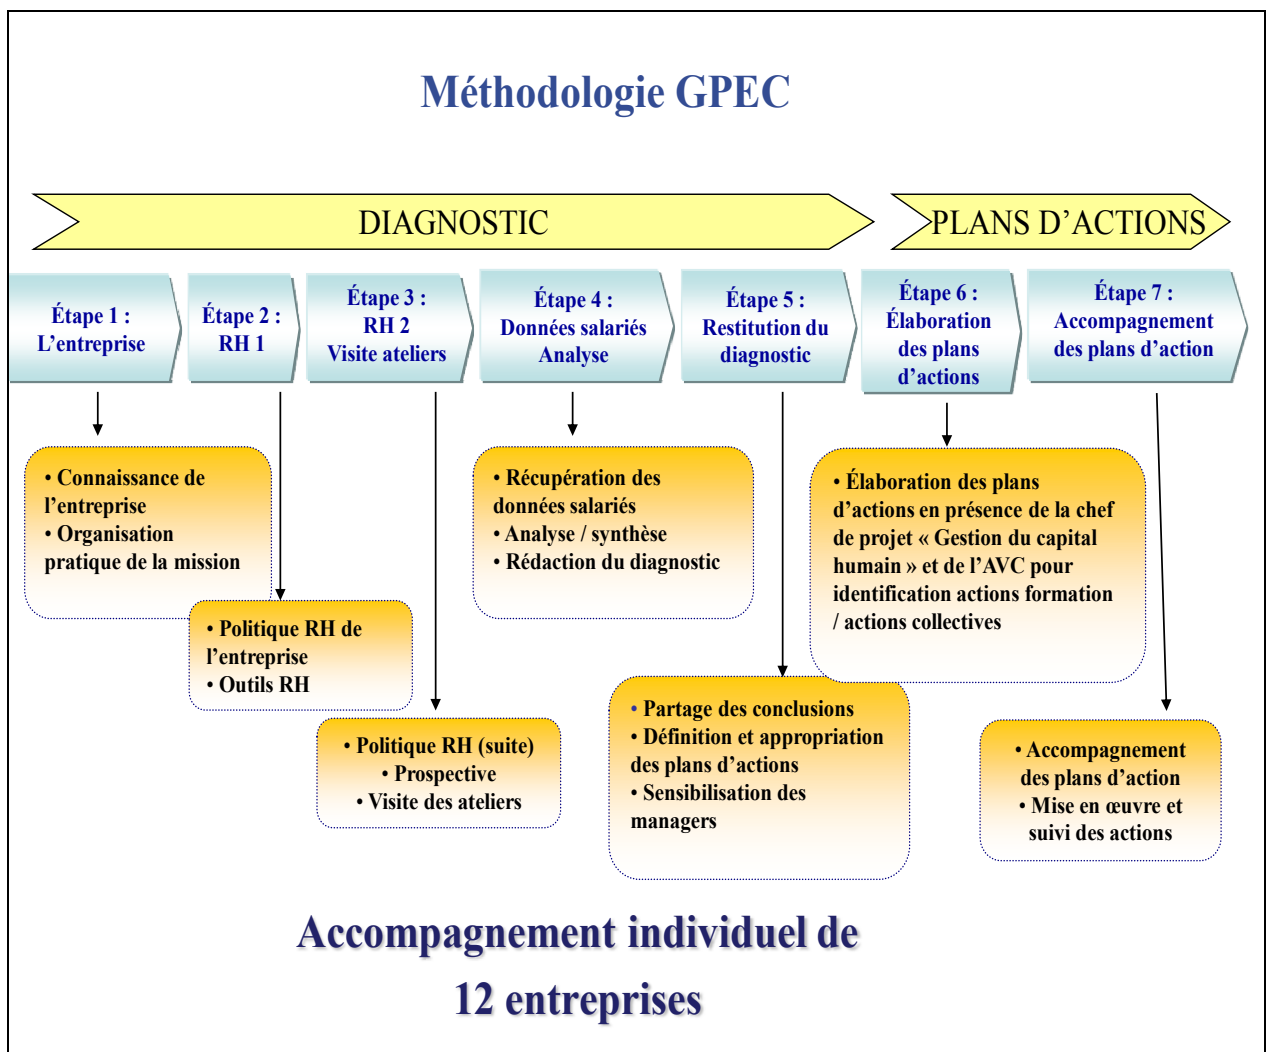 Méthodologie GPEC
DIAGNOSTIC
PLANS D’ACTIONS
Étape 1 :
L’entreprise
Étape 2 :
RH 1
Étape 3 :
RH 2
Visite ateliers
Étape 4 :
Données salariés
Analyse
Étape 5 :
Restitution du
diagnostic
Étape 6 :
Élaboration
des plans
d’actions
Étape 7 :
Accompagnement
des plans d’action
• Connaissance de
l’entreprise
• Organisation
pratique de la mission
• Politique RH de
l’entreprise
• Outils RH
• Politique RH (suite)
• Prospective
• Visite des ateliers
• Récupération des
données salariés
• Analyse / synthèse
• Rédaction du diagnostic
• Partage des conclusions
• Définition et appropriation
des plans d’actions
• Sensibilisation des
managers
• Élaboration des plans
d’actions en présence de la chef
de projet « Gestion du capital
humain » et de l’AVC pour
identification actions formation
/ actions collectives
• Accompagnement
des plans d’action
• Mise en œuvre et
suivi des actions
Accompagnement individuel de
12 entreprises